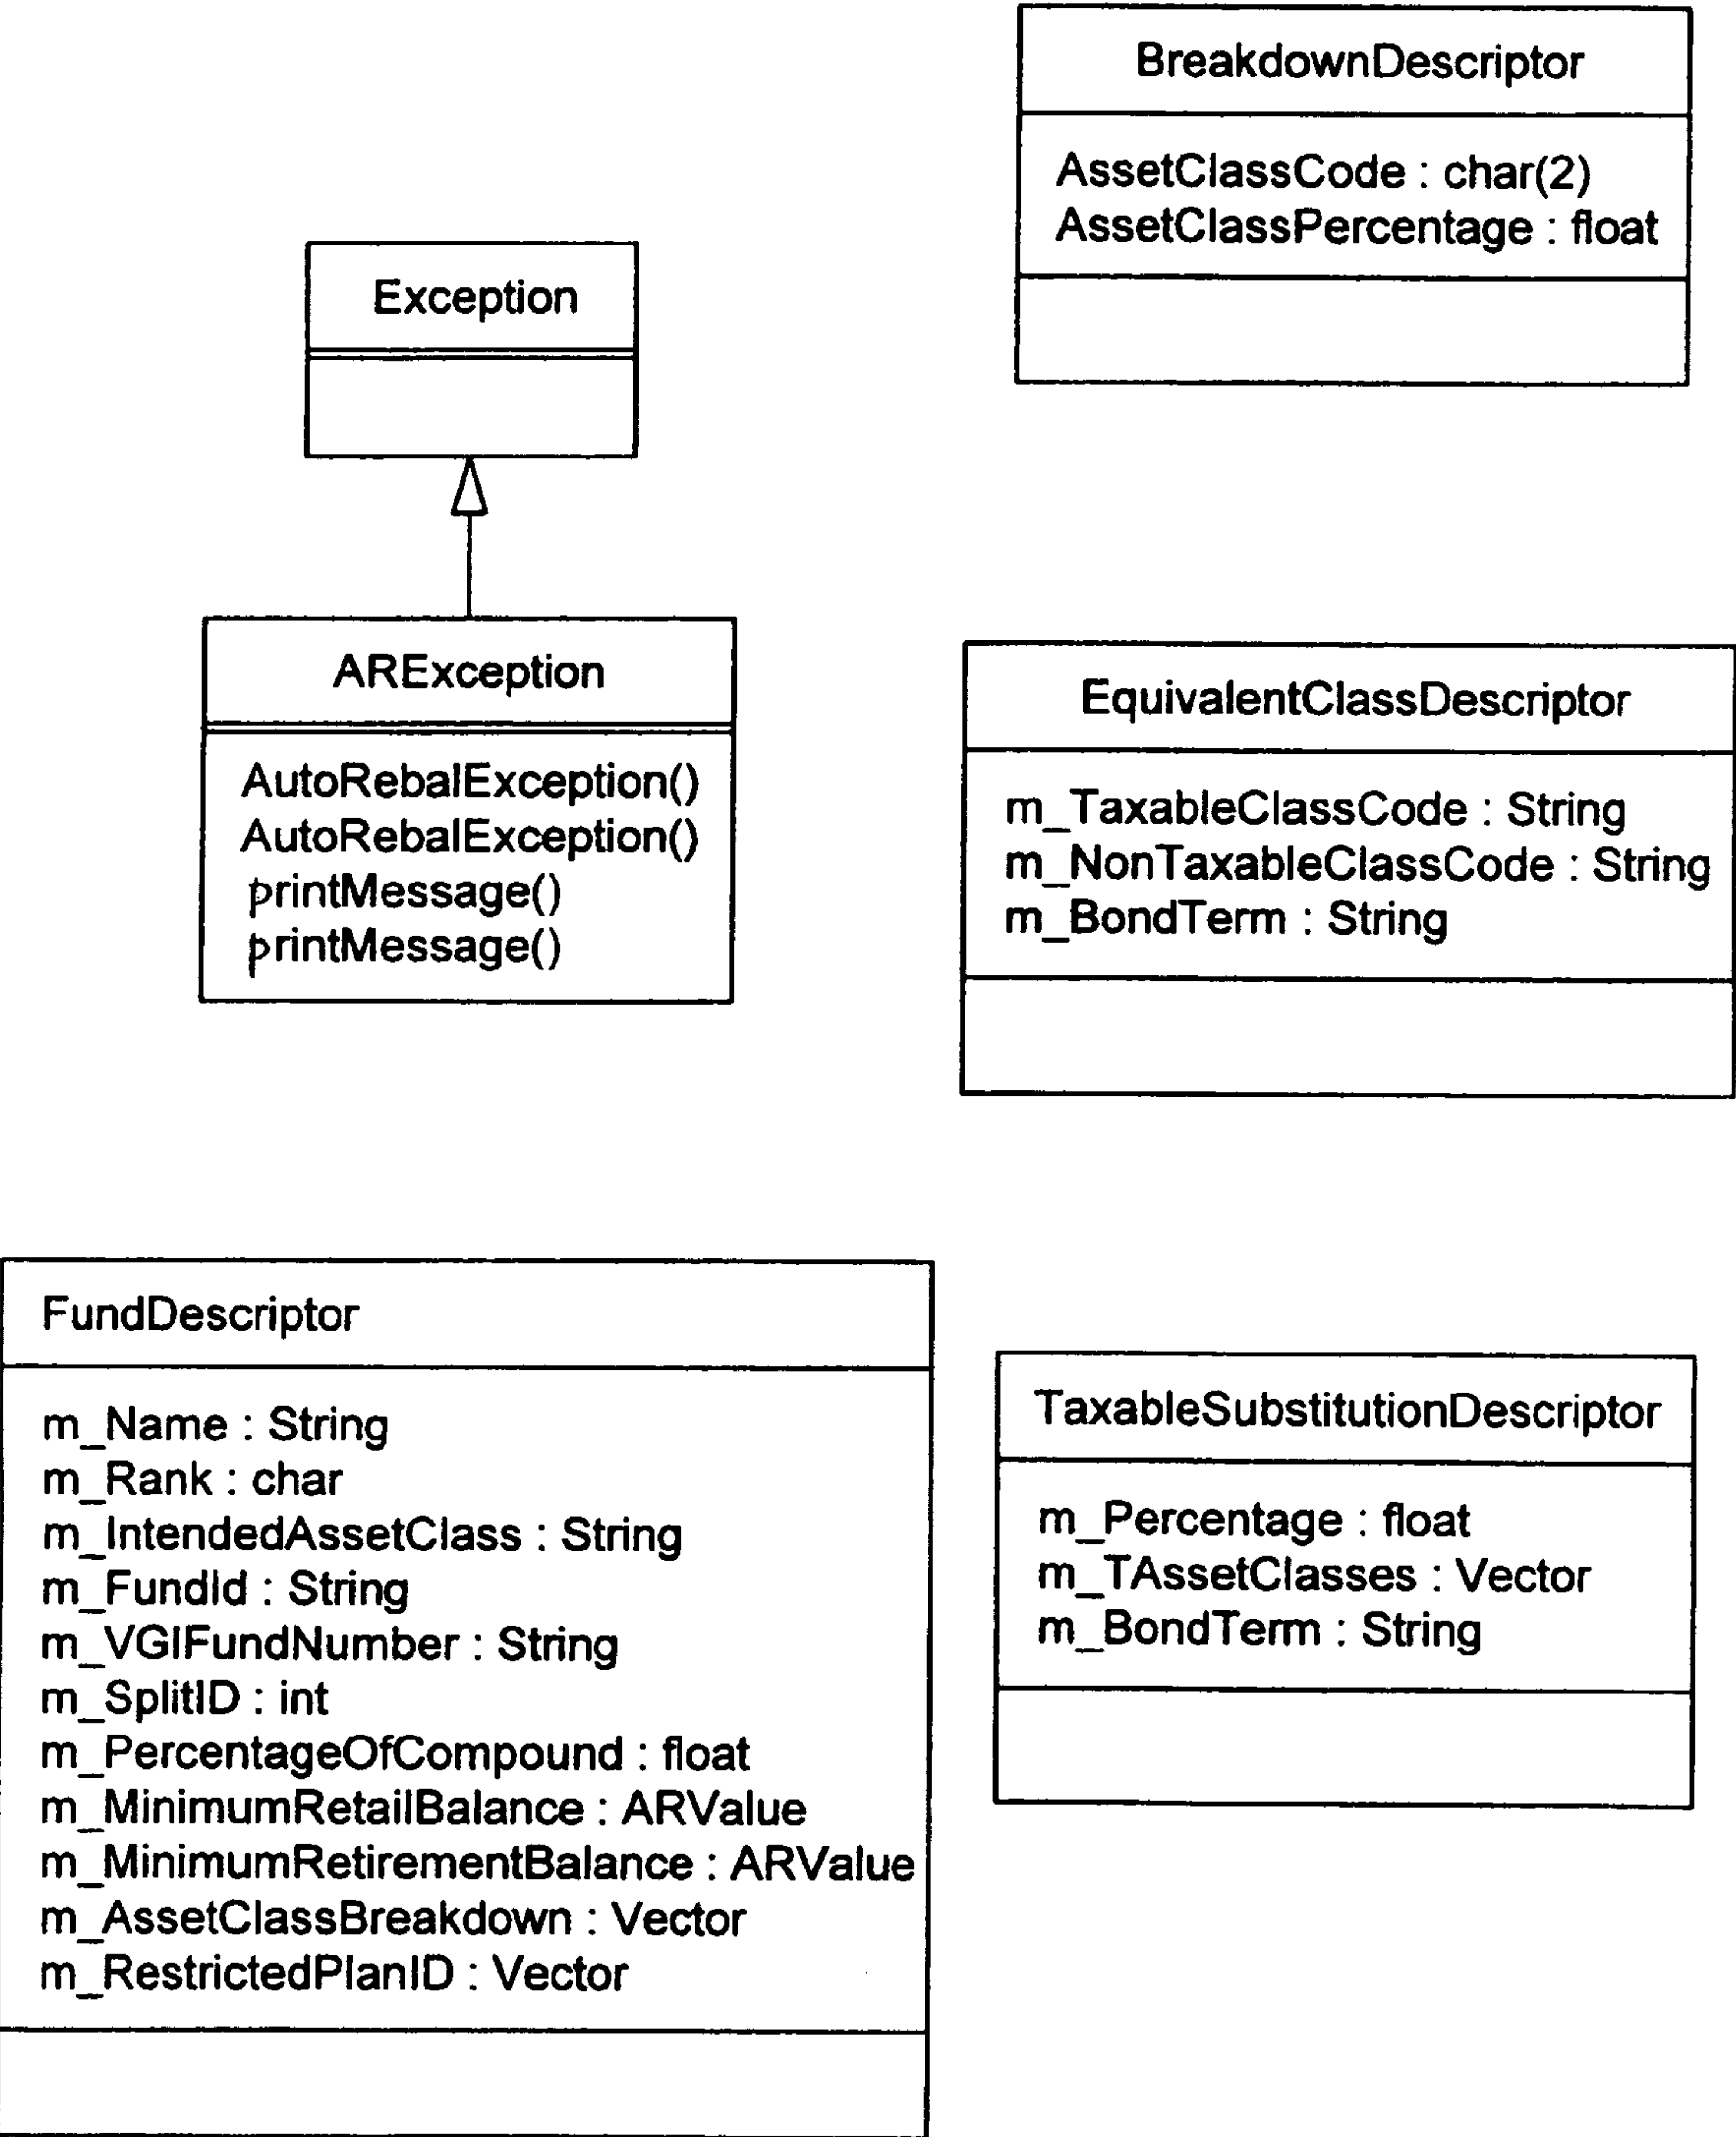 BreakdownDescriptor
AssetClassCode : char(2)
AssetClassPercentage : float
Exception
ARException
AutoRebalException()
AutoRebalException()
printMessage()
printMessage()
EquivalentClassDescriptor
m_TaxableClassCode : String
m_NonTaxableClassCode : String
m_BondTerm : String
FundDescriptor
m_Name : String
m_Rank : char
m_IntendedAssetClass : String
m_FundId : String
m_VGIFundNumber : String
m_SplitID : int
m_PercentageOfCompound : float
m_MinimumRetailBalance : ARValue
m_MinimumRetirementBalance : ARValue
m_AssetClassBreakdown : Vector
m_RestrictedPlanID : Vector
TaxableSubstitutionDescriptor
m_Percentage : float
m_TAssetClasses : Vector
m_BondTerm : String